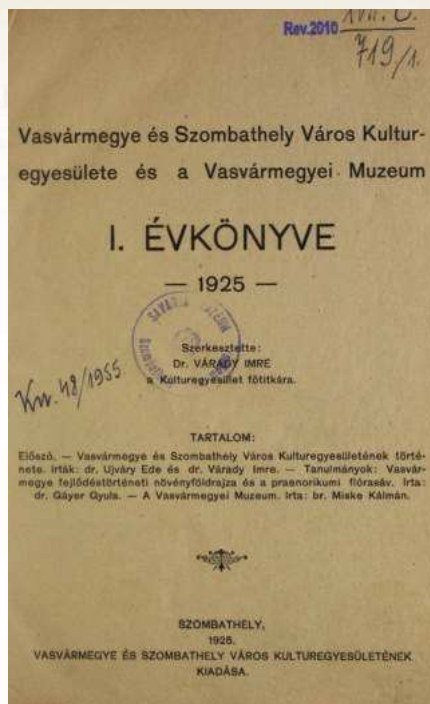 Rev.2010
719/1.
Vasvármegye és Szombathely Város Kultur-
egyesülete és a Vasvármegyei Muzeum
I. ÉVKÖNYVE
— 1925 —
Szerkesztette:
Dr. VÁRADY IMRE
a Kulturegyesület főtitkára.
48/1955
TARTALOM:
Előszó. — Vasvármegye és Szombathely Város Kulturegyesületének törté-
nete. Irták: dr. Ujváry Ede és dr. Várady Imre. — Tanulmányok: Vasvár-
megye fejlődéstörténeti növényföldrajza és a praenorikumi flórasáv. Irta:
dr. Gáyer Gyula. — A Vasvármegyei Muzeum. Irta: br. Miske Kálmán.
SZOMBATHELY,
1925.
VASVÁRMEGYE ÉS SZOMBATHELY VÁROS KULTUREGYESÜLETÉNEK
KIADÁSA.